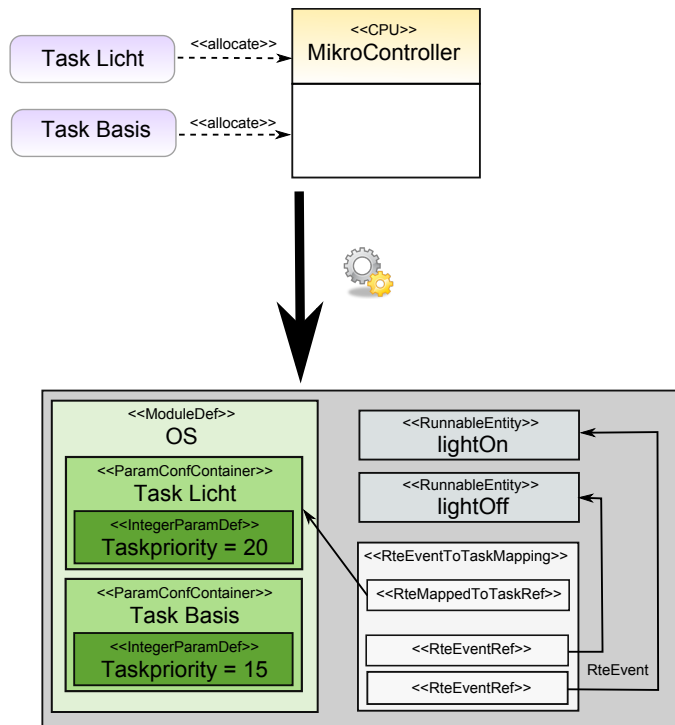 <<CPU>>
MikroController
Task Licht
<<allocate>>
Task Basis
<<allocate>>
<<ModuleDef>>
OS
<<ParamConfContainer>>
Task Licht
<<IntegerParamDef>>
Taskpriority = 20
<<ParamConfContainer>>
Task Basis
<<IntegerParamDef>>
Taskpriority = 15
<<RunnableEntity>>
lightOn
<<RunnableEntity>>
lightOff
<<RteEventToTaskMapping>>
<<RteMappedToTaskRef>>
<<RteEventRef>>
<<RteEventRef>>
RteEvent